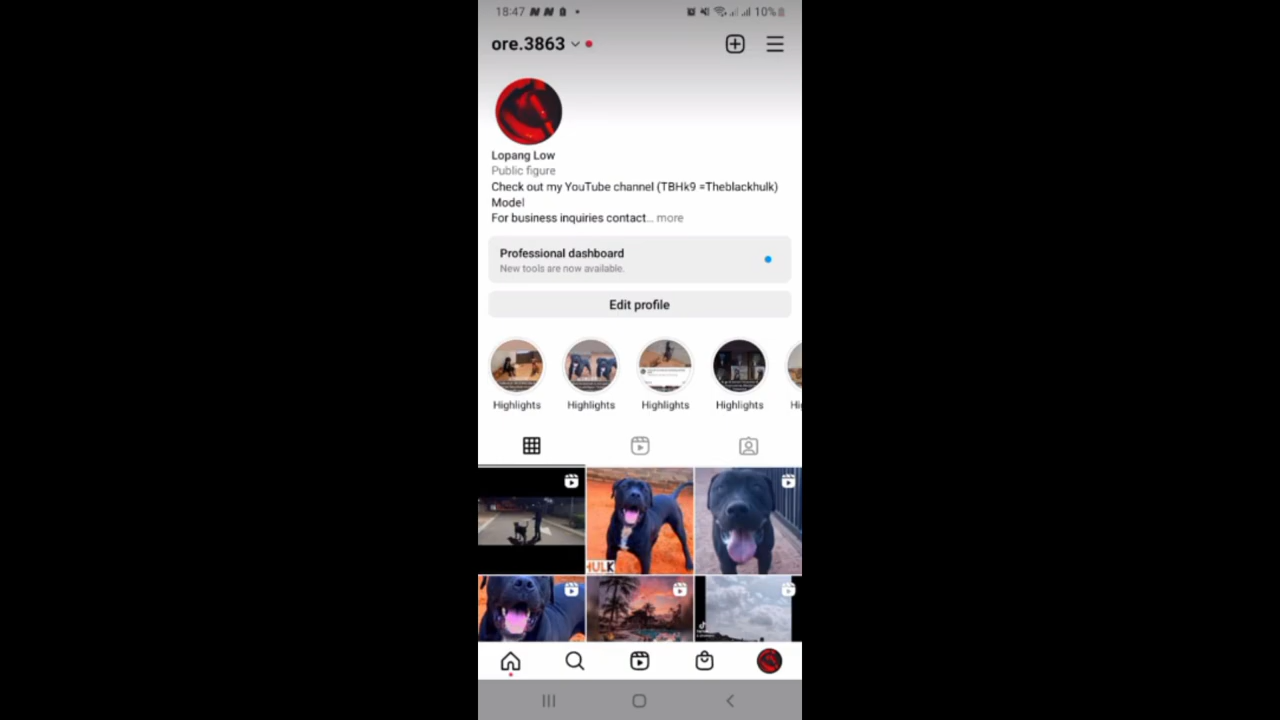 18:47
10%
ore.3863
Lopang Low
Public figure
Check out my YouTube channel (TBHk9 =Theblackhulk)
Model
For business inquiries contact... more
Professional dashboard
New tools are now available.
Edit profile
Highlights
Highlights
Highlights
Highlights
Hi
HULK